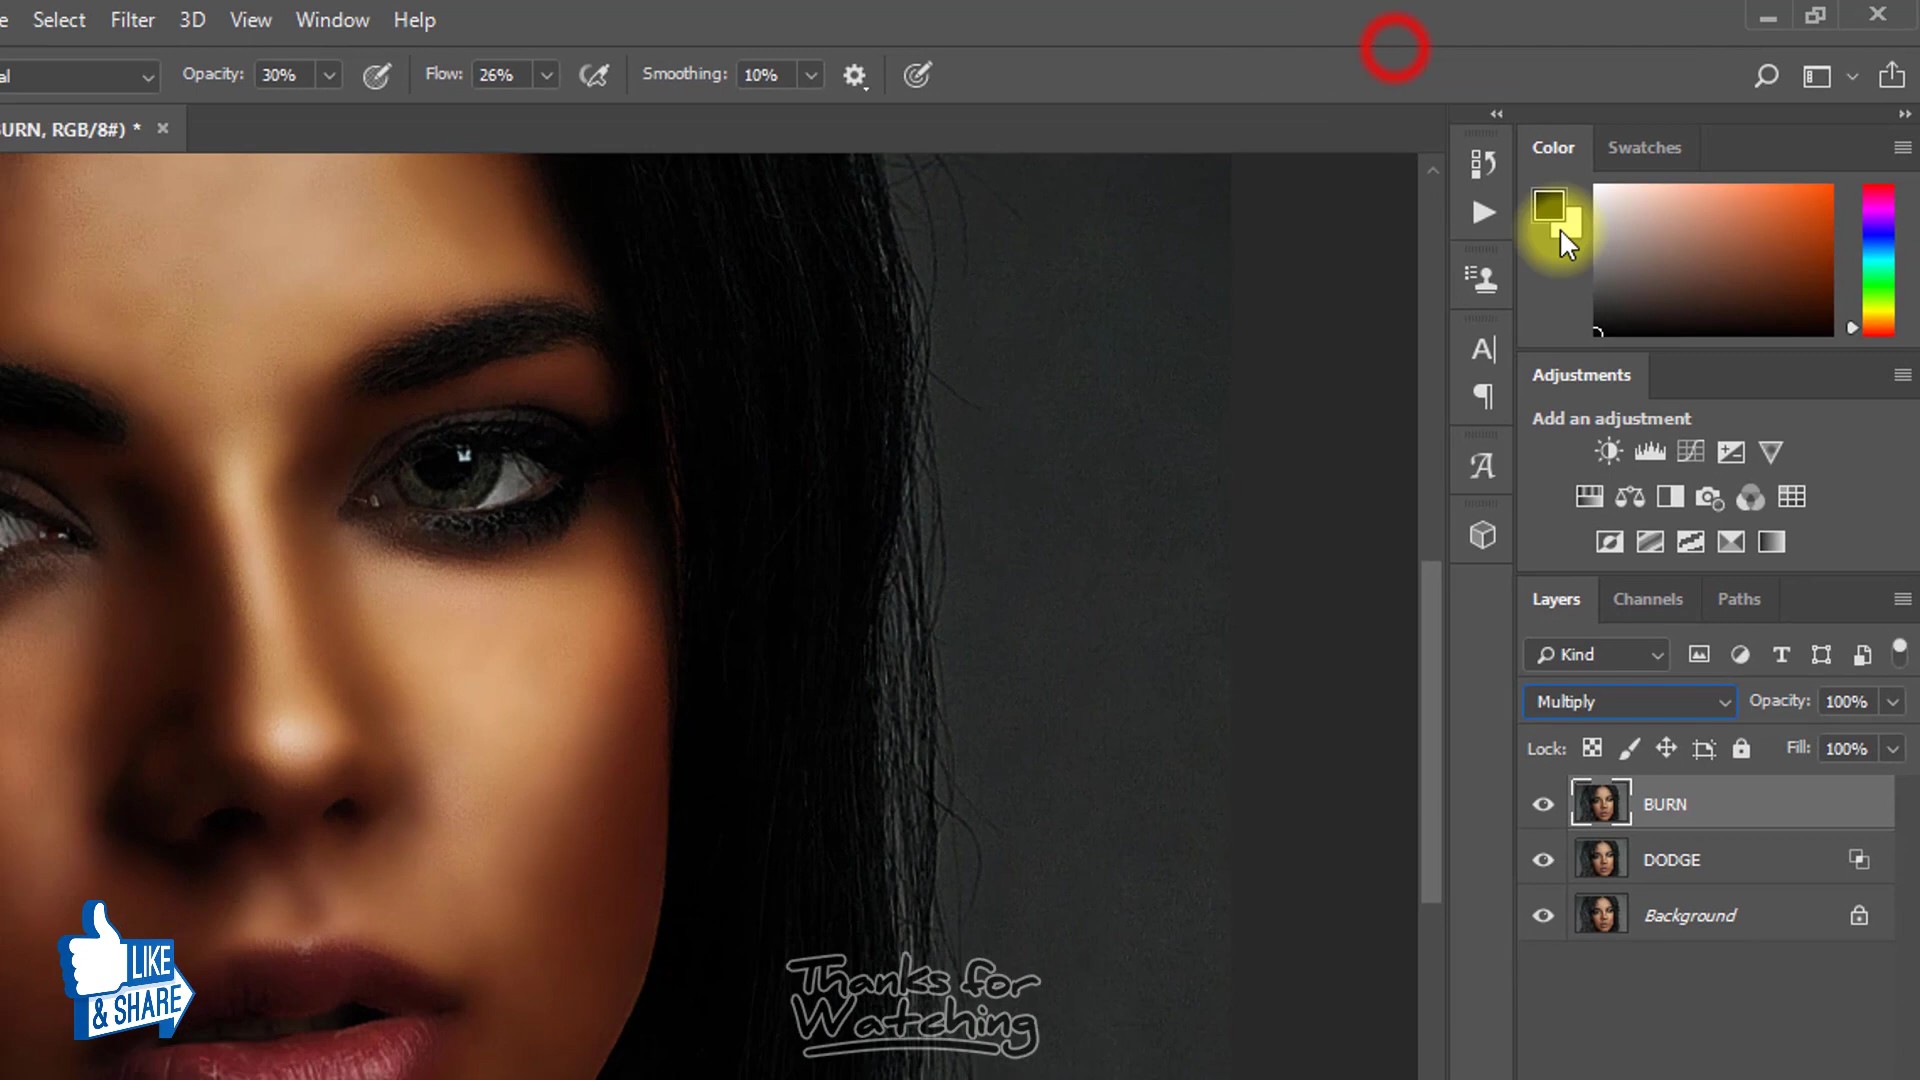 e Select Filter 3D View Window Help
al Opacity: 30% Flow: 26% Smoothing: 10%
BURN, RGB/8#) * ×
Color Swatches
Adjustments
Add an adjustment
Layers Channels Paths
Kind
Multiply Opacity: 100%
Lock: Fill: 100%
BURN
DODGE
Background
LIKE
& SHARE
Thanks for
Watching